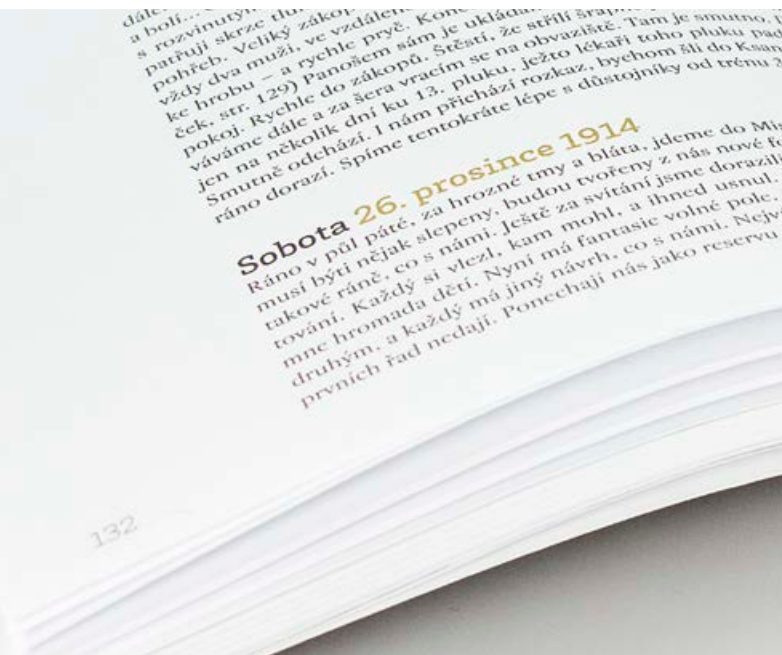 dále
a bolí...
s rozvinutým
patřuji skrze
pohřeb. Veliký zákop
vždy dva muži, ve vzdálen
ke hrobu – a rychle pryč. Kone
ček, str. 129) Panošem sám je ukládán
pokoj. Rychle do zákopů. Štěstí, že střílí šrapne
váváme dále a za šera vracím se na obvaziště. Tam je smutno,
jen na několik dní ku 13. pluku, ježto lékaři toho pluku pad
Smutně odchází. I nám přichází rozkaz, bychom šli do Ksan
ráno dorazí. Spíme tentokráte lépe s důstojníky od trénu
Sobota 26. prosince 1914
Ráno v půl páté, za hrozné tmy a bláta, jdeme do Mi
musí býti nějak slepeny, budou tvořeny z nás nové fo
takové ráně, co s námi. Ještě za svítání jsme dorazil
tování. Každý si vlezl, kam mohl, a ihned usnul.
mne hromada dětí. Nyní má fantasie volné pole,
druhým, a každý má jiný návrh, co s námi. Nejv
prvních řad nedají. Ponechají nás jako reservu
132